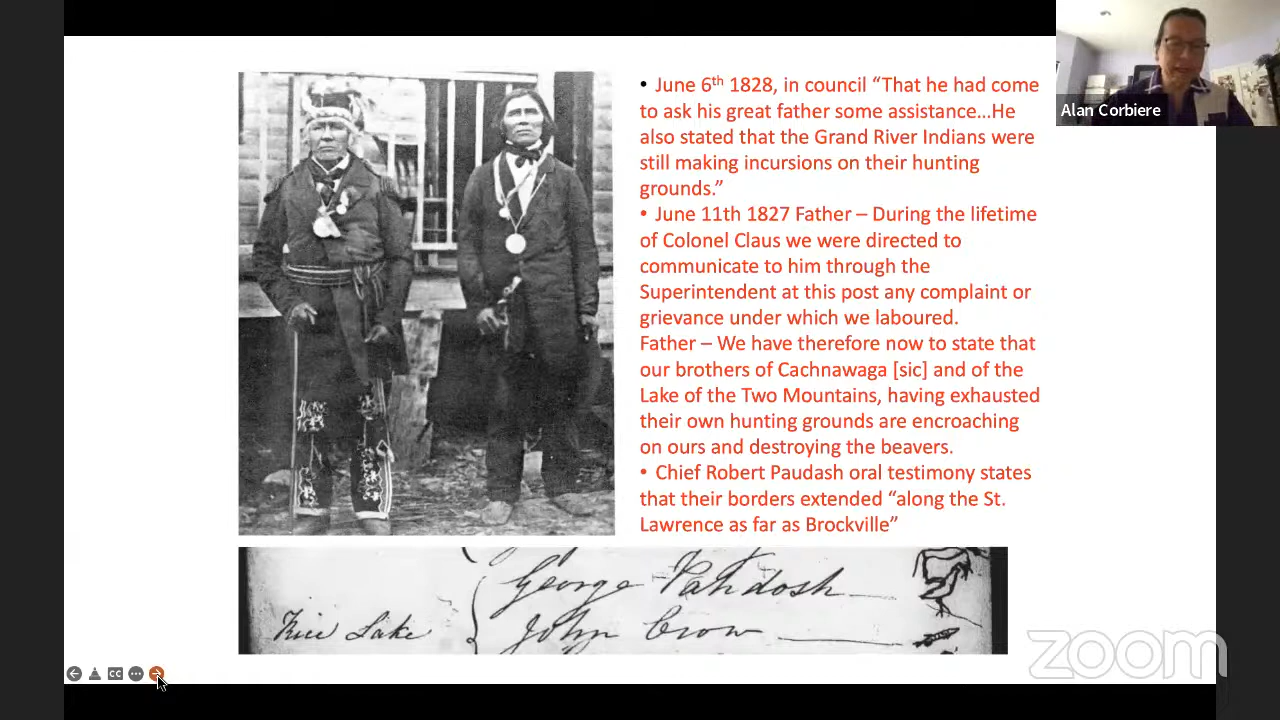 Alan Corbiere
• June 6th 1828, in council “That he had come
to ask his great father some assistance...He
also stated that the Grand River Indians were
still making incursions on their hunting
grounds.”
• June 11th 1827 Father – During the lifetime
of Colonel Claus we were directed to
communicate to him through the
Superintendent at this post any complaint or
grievance under which we laboured.
Father – We have therefore now to state that
our brothers of Cachnawaga [sic] and of the
Lake of the Two Mountains, having exhausted
their own hunting grounds are encroaching
on ours and destroying the beavers.
• Chief Robert Paudash oral testimony states
that their borders extended “along the St.
Lawrence as far as Brockville”
George Pahdosh
Rice Lake
John Crow
CC
zoom